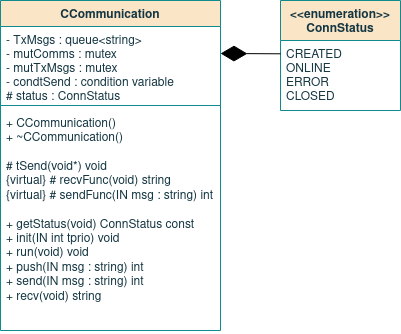 CCommunication
- TxMsgs : queue<string>
- mutComms : mutex
- mutTxMsgs : mutex
- condtSend : condition variable
# status : ConnStatus
+ CCommunication()
+ ~CCommunication()
# tSend(void*) void
{virtual} # recvFunc(void) string
{virtual} # sendFunc(IN msg : string) int
+ getStatus(void) ConnStatus const
+ init(IN int tprio) void
+ run(void) void
+ push(IN msg : string) int
+ send(IN msg : string) int
+ recv(void) string
<<enumeration>>
ConnStatus
CREATED
ONLINE
ERROR
CLOSED